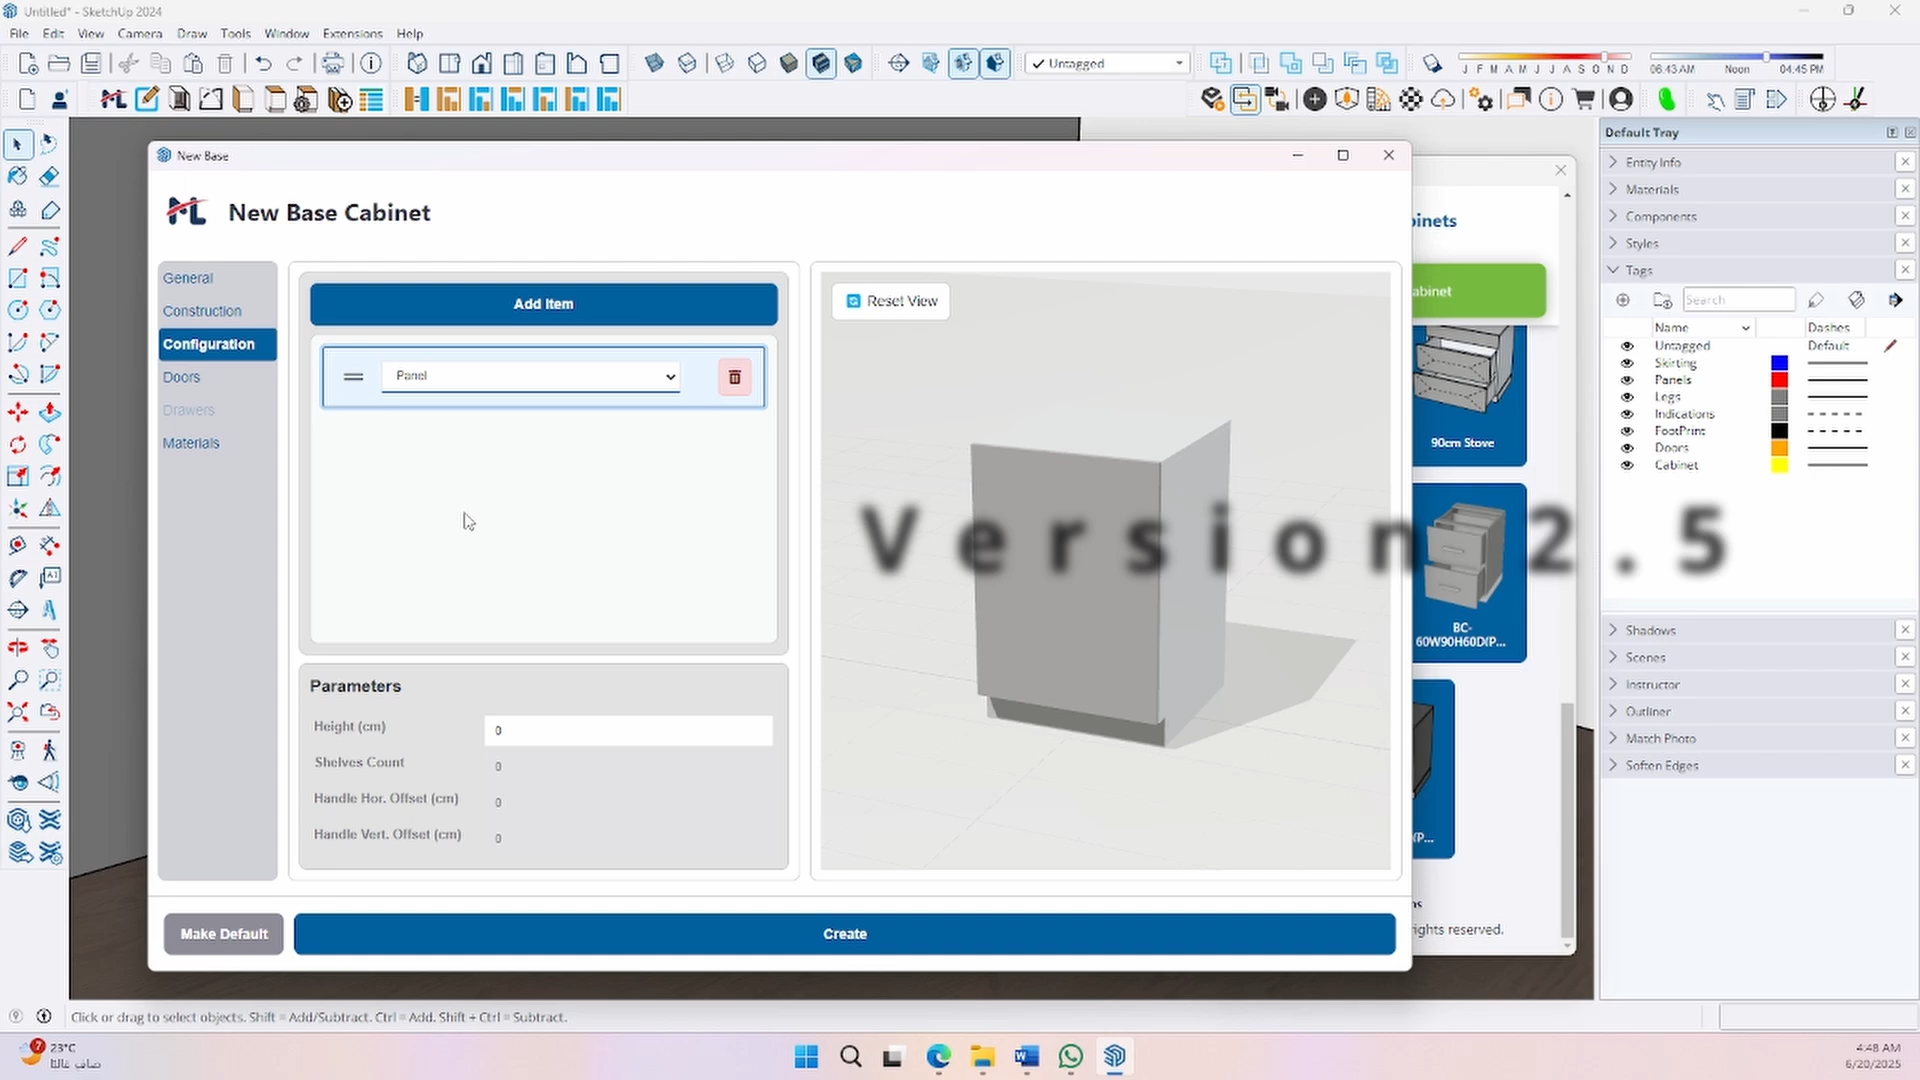 Untitled* - SketchUp 2024
File Edit View Camera Draw Tools Window Extensions Help
Untagged
J F M A M J J A S O N D
06:43 AM Noon 04:45 PM
Default Tray
Entity Info
Materials
Components
Styles
Tags
Search
Name Dashes
Untagged Default
Skirting
Panels
Legs
Indications
FootPrint
Doors
Cabinet
Shadows
Scenes
Instructor
Outliner
Match Photo
Soften Edges
New Base
ML New Base Cabinet
General
Construction
Configuration
Doors
Drawers
Materials
Add Item
Panel
Parameters
Height (cm) 0
Shelves Count 0
Handle Hor. Offset (cm) 0
Handle Vert. Offset (cm) 0
Reset View
Make Default
Create
Version 2.5
binets
abinet
90cm Stove
BC-
60W90H60D(P...
(P...
ns
ights reserved.
Click or drag to select objects. Shift = Add/Subtract. Ctrl = Add. Shift + Ctrl = Subtract.
7
23°C
صافٍ غالبًا
4:48 AM
6/20/2025